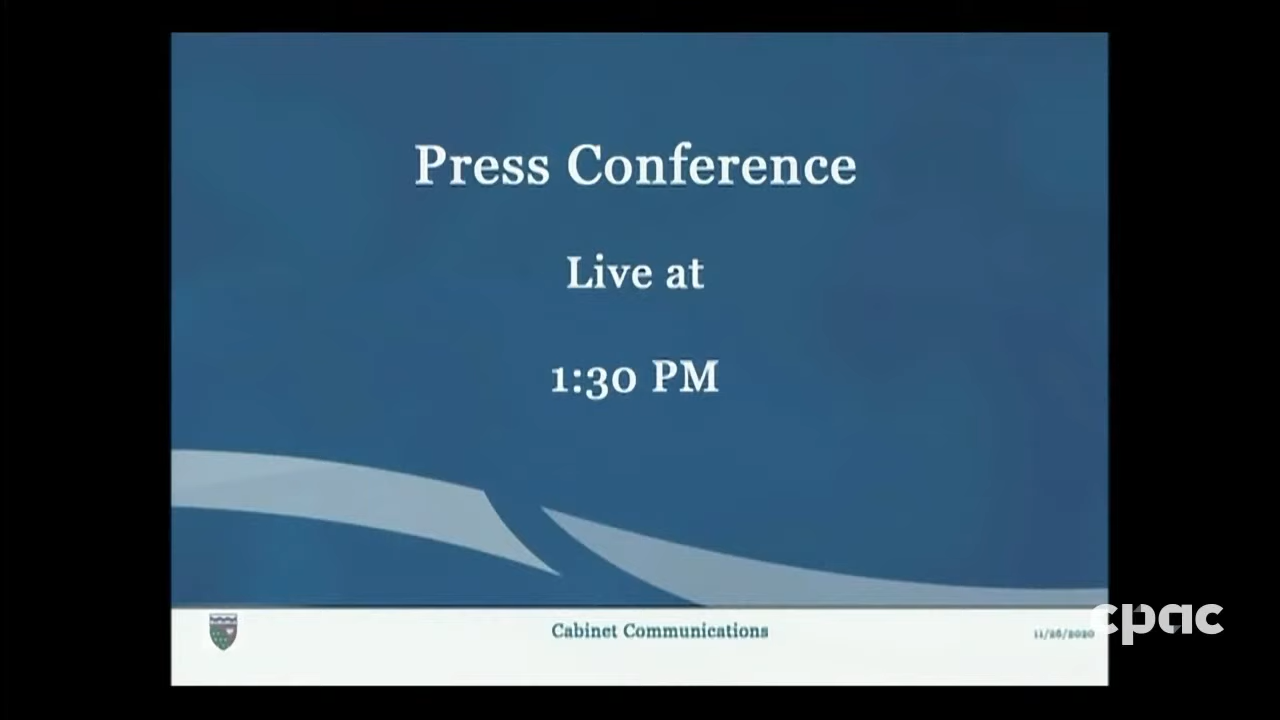 Press Conference
Live at
1:30 PM
Cabinet Communications
11/26/2020
cpac